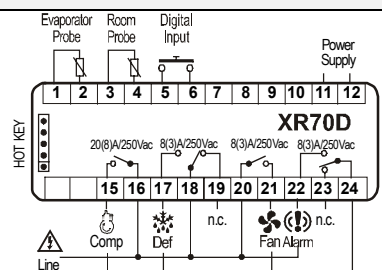 Evaporator Room Digital
Probe Probe Input
Power
Supply
1 2 3 4 5 6 7 8 9 10 11 12
XR70D
HOT KEY
20(8)A/250Vac 8(3)A/250Vac 8(3)A/250Vac 8(3)A/250Vac
15 16 17 18 19 20 21 22 23 24
n.c. n.c.
Comp Def Fan Alarm
Line